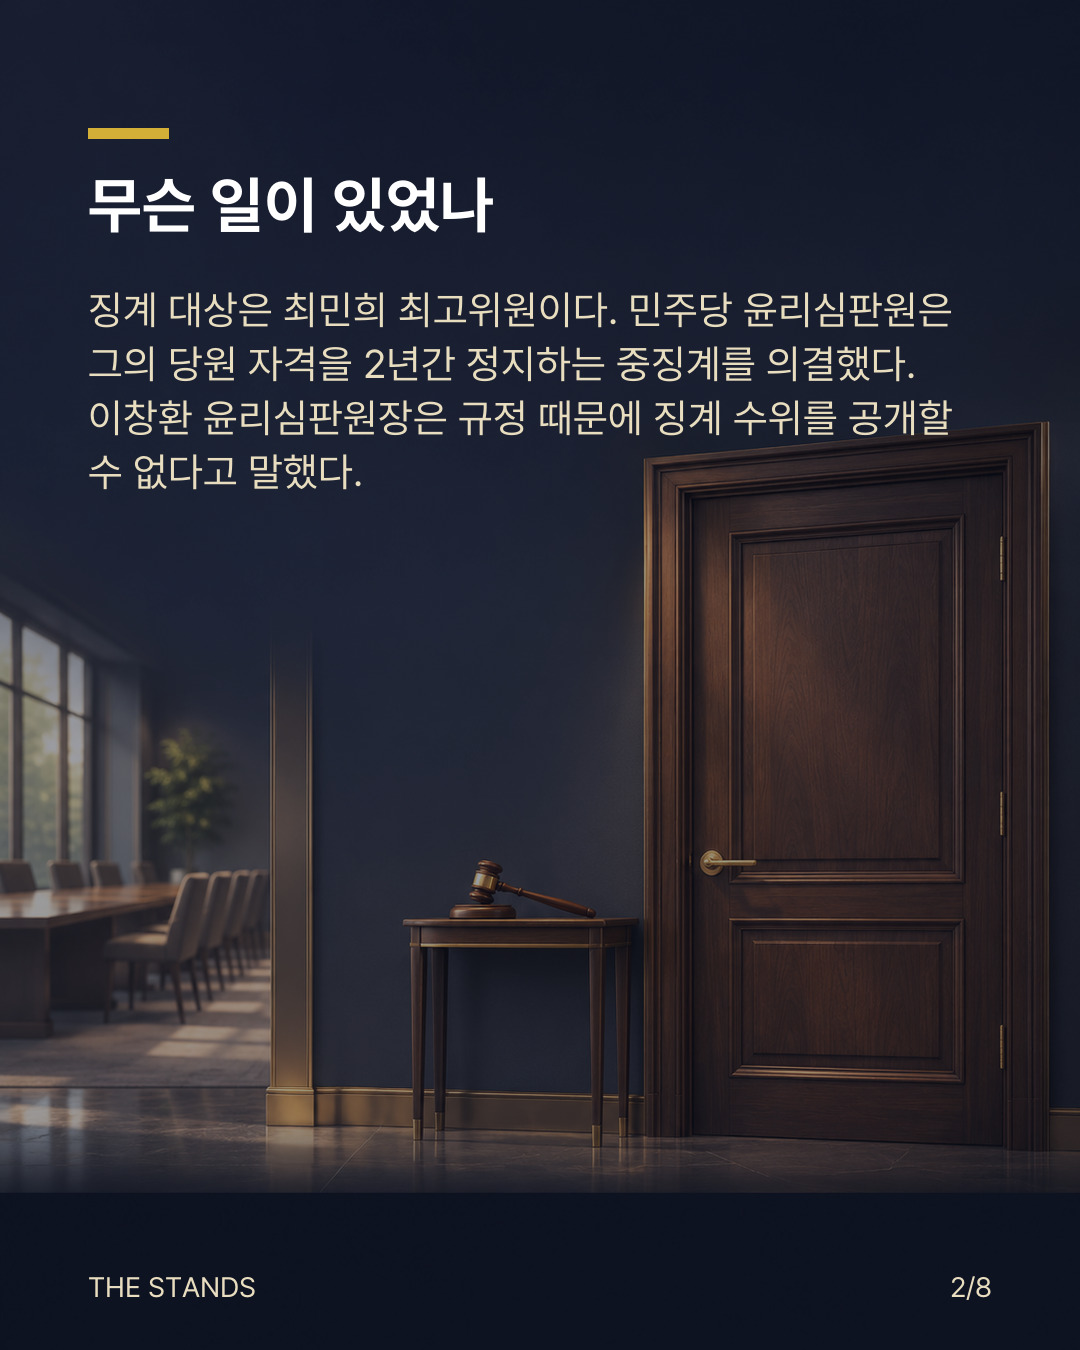 무슨 일이 있었나
징계 대상은 최민희 최고위원이다. 민주당 윤리심판원은
그의 당원 자격을 2년간 정지하는 중징계를 의결했다.
이창환 윤리심판원장은 규정 때문에 징계 수위를 공개할
수 없다고 말했다.
THE STANDS
2/8